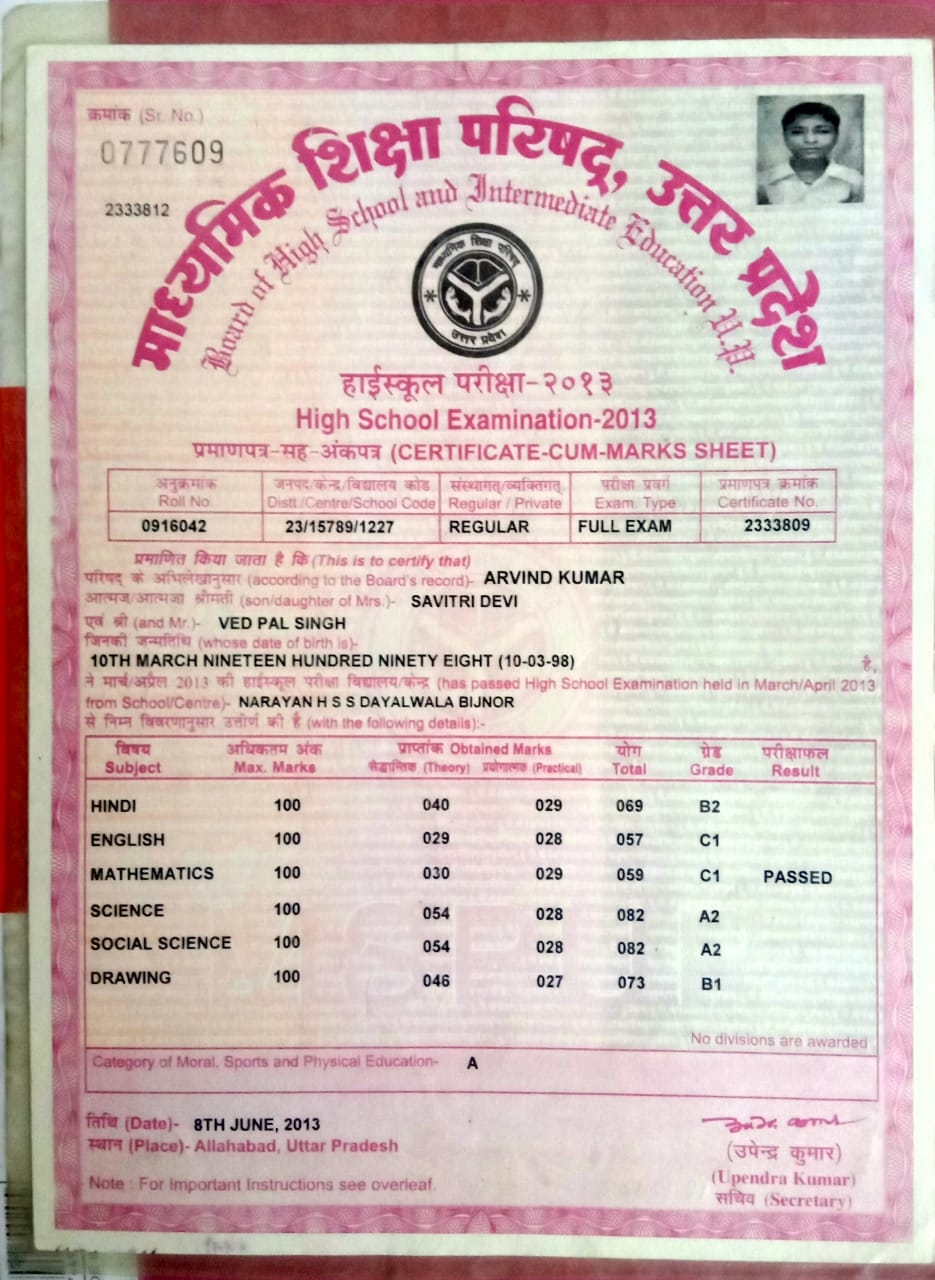 क्रमांक (Sr. No.)
0777609
2333812
माध्यमिक शिक्षा परिषद्, उत्तर प्रदेश
Board of High School and Intermediate Education U.P.
माध्यमिक शिक्षा परिषद्
उत्तर प्रदेश
हाईस्कूल परीक्षा-२०१३
High School Examination-2013
प्रमाणपत्र-सह-अंकपत्र (CERTIFICATE-CUM-MARKS SHEET)
अनुक्रमांक जनपद/केन्द्र/विद्यालय कोड संस्थागत/व्यक्तिगत् परीक्षा प्रवर्ग प्रमाणपत्र क्रमांक
Roll No. Distt./Centre/School Code Regular / Private Exam. Type Certificate No.
0916042 23/15789/1227 REGULAR FULL EXAM 2333809
प्रमाणित किया जाता है कि (This is to certify that)
परिषद के अभिलेखानुसार (according to the Board's record)- ARVIND KUMAR
आत्मज/आत्मजा श्रीमती (son/daughter of Mrs.)- SAVITRI DEVI
एवं श्री (and Mr.)- VED PAL SINGH
जिनकी जन्मतिथि (whose date of birth is)-
10TH MARCH NINETEEN HUNDRED NINETY EIGHT (10-03-98) है,
ने मार्च/अप्रैल 2013 की हाईस्कूल परीक्षा विद्यालय/केन्द्र (has passed High School Examination held in March/April 2013
from School/Centre)- NARAYAN H S S DAYALWALA BIJNOR
से निम्न विवरणानुसार उत्तीर्ण की है (with the following details):-
विषय अधिकतम अंक प्राप्तांक Obtained Marks योग ग्रेड परीक्षाफल
Subject Max. Marks सैद्धान्तिक (Theory) प्रयोगात्मक (Practical) Total Grade Result
HINDI 100 040 029 069 B2
ENGLISH 100 029 028 057 C1
MATHEMATICS 100 030 029 059 C1 PASSED
SCIENCE 100 054 028 082 A2
SOCIAL SCIENCE 100 054 028 082 A2
DRAWING 100 046 027 073 B1
No divisions are awarded
Category of Moral, Sports and Physical Education- A
तिथि (Date)- 8TH JUNE, 2013
स्थान (Place)- Allahabad, Uttar Pradesh
(उपेन्द्र कुमार)
(Upendra Kumar)
सचिव (Secretary)
Note : For Important Instructions see overleaf.